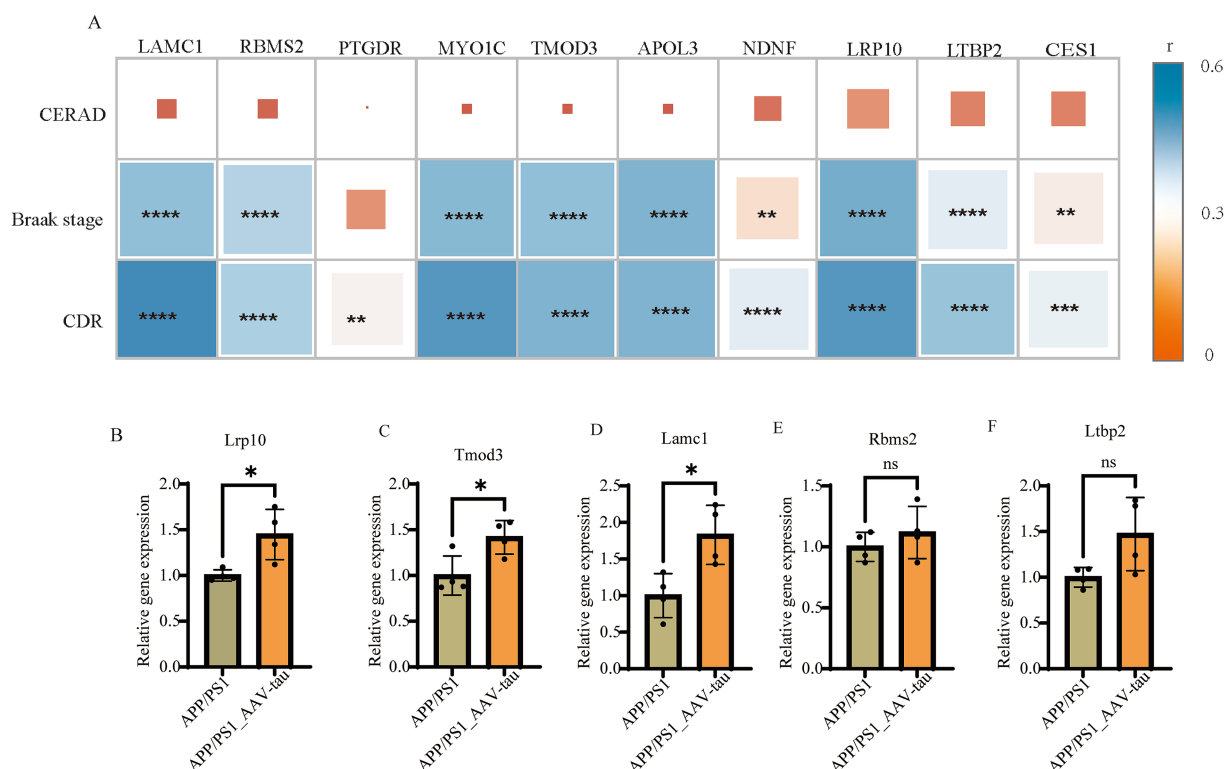 A
LAMC1 RBMS2 PTGDR MYO1C TMOD3 APOL3 NDNF LRP10 LTBP2 CES1 r
0.6
CERAD
Braak stage **** **** **** **** **** ** **** **** **
0.3
CDR **** **** ** **** **** **** **** **** **** ***
0
B C D E F
Lrp10 Tmod3 Lamc1 Rbms2 Ltbp2
* * * ns ns
Relative gene expression
2.0
1.5
1.0
0.5
0.0
APP/PS1
APP/PS1_AAV-tau
Relative gene expression
2.0
1.5
1.0
0.5
0.0
APP/PS1
APP/PS1_AAV-tau
Relative gene expression
2.5
2.0
1.5
1.0
0.5
0.0
APP/PS1
APP/PS1_AAV-tau
Relative gene expression
1.5
1.0
0.5
0.0
APP/PS1
APP/PS1_AAV-tau
Relative gene expression
2.0
1.5
1.0
0.5
0.0
APP/PS1
APP/PS1_AAV-tau